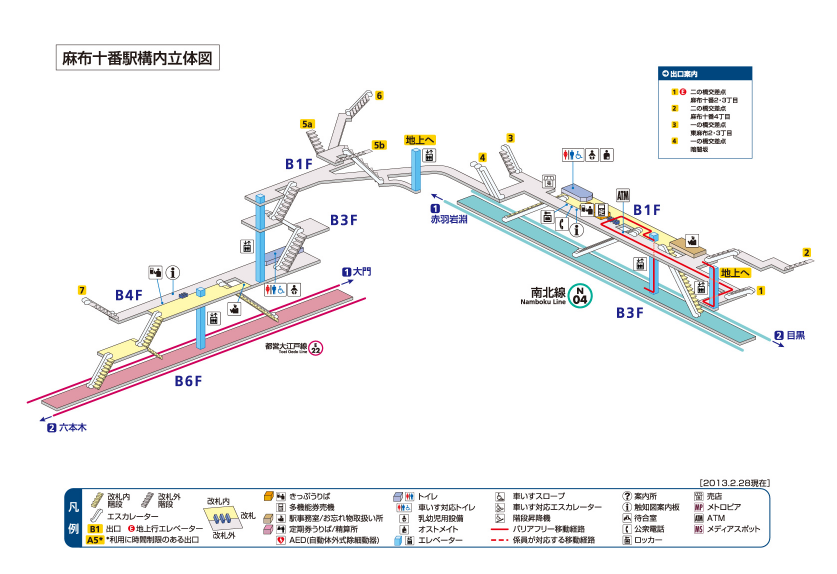 麻布十番駅構内立体図
出口案内
1 E 二の橋交差点
麻布十番2・3丁目
2 二の橋交差点
麻布十番4丁目
3 一の橋交差点
東麻布2・3丁目
4 一の橋交差点
暗闇坂
6
5a
5b
地上へ
3
4
B1F
ATM
B1F
1
赤羽岩淵
B3F
2
地上へ
1大門
7
B4F
南北線
Namboku Line
N
04
1
B3F
都営大江戸線
Toei Oedo Line
E
22
2 目黒
B6F
2 六本木
[2013.2.28現在]
凡例
改札内
階段
改札外
階段
エスカレーター
B1 出口 E 地上行エレベーター
A5* *利用に時間制限のある出口
改札内
改札
改札外
きっぷうりば
多機能券売機
駅事務室/お忘れ物取扱い所
定期券うりば/精算所
AED(自動体外式除細動器)
トイレ
車いす対応トイレ
乳幼児用設備
オストメイト
エレベーター
車いすスロープ
車いす対応エスカレーター
階段昇降機
バリアフリー移動経路
係員が対応する移動経路
案内所
触知図案内板
待合室
公衆電話
ロッカー
売店
MP メトロピア
ATM ATM
MS メディアスポット